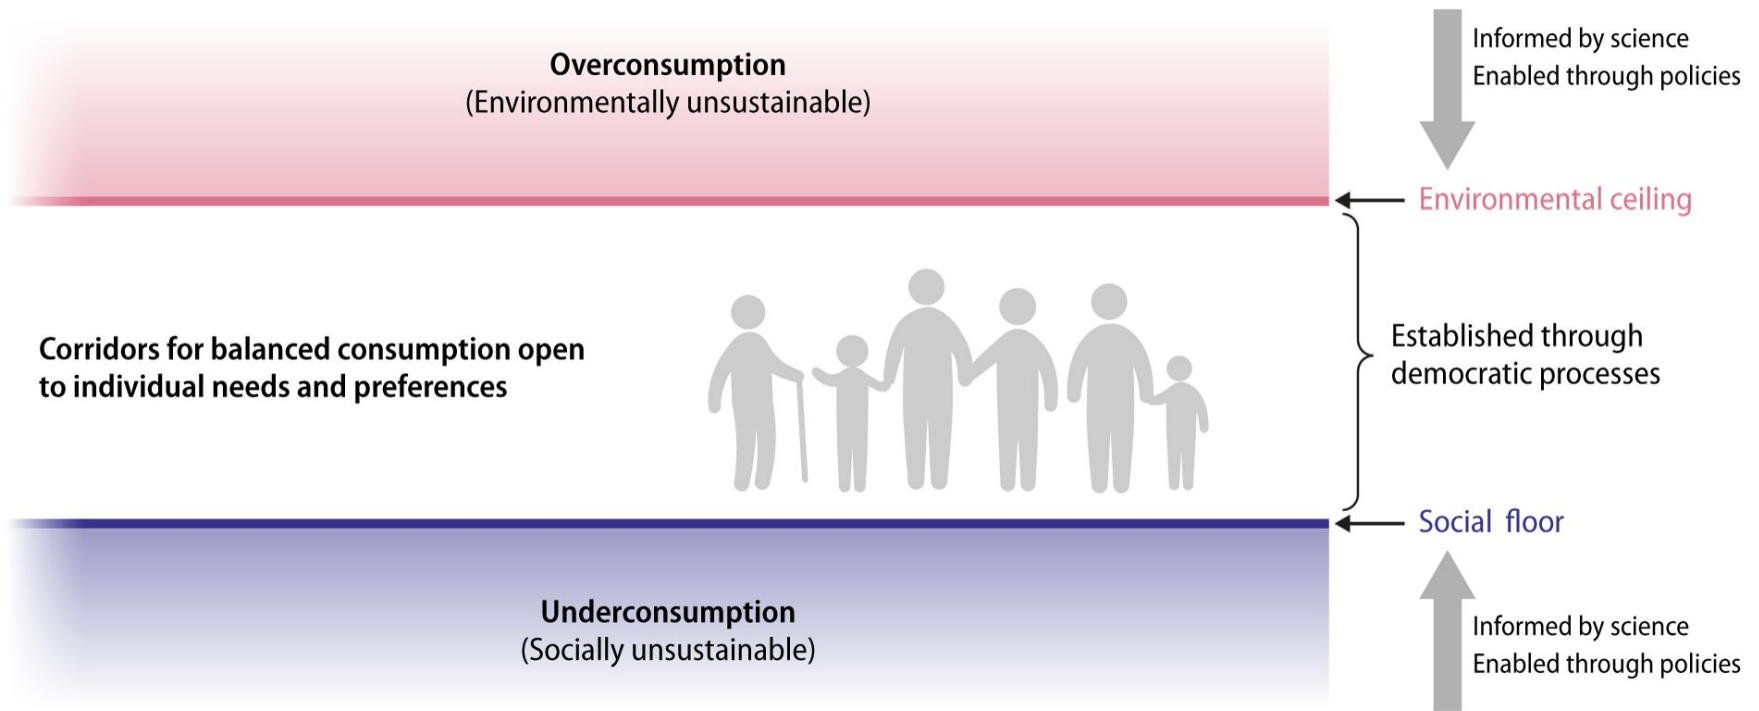 Overconsumption
(Environmentally unsustainable)
Informed by science
Enabled through policies
Environmental ceiling
Corridors for balanced consumption open
to individual needs and preferences
Established through
democratic processes
Social floor
Underconsumption
(Socially unsustainable)
Informed by science
Enabled through policies